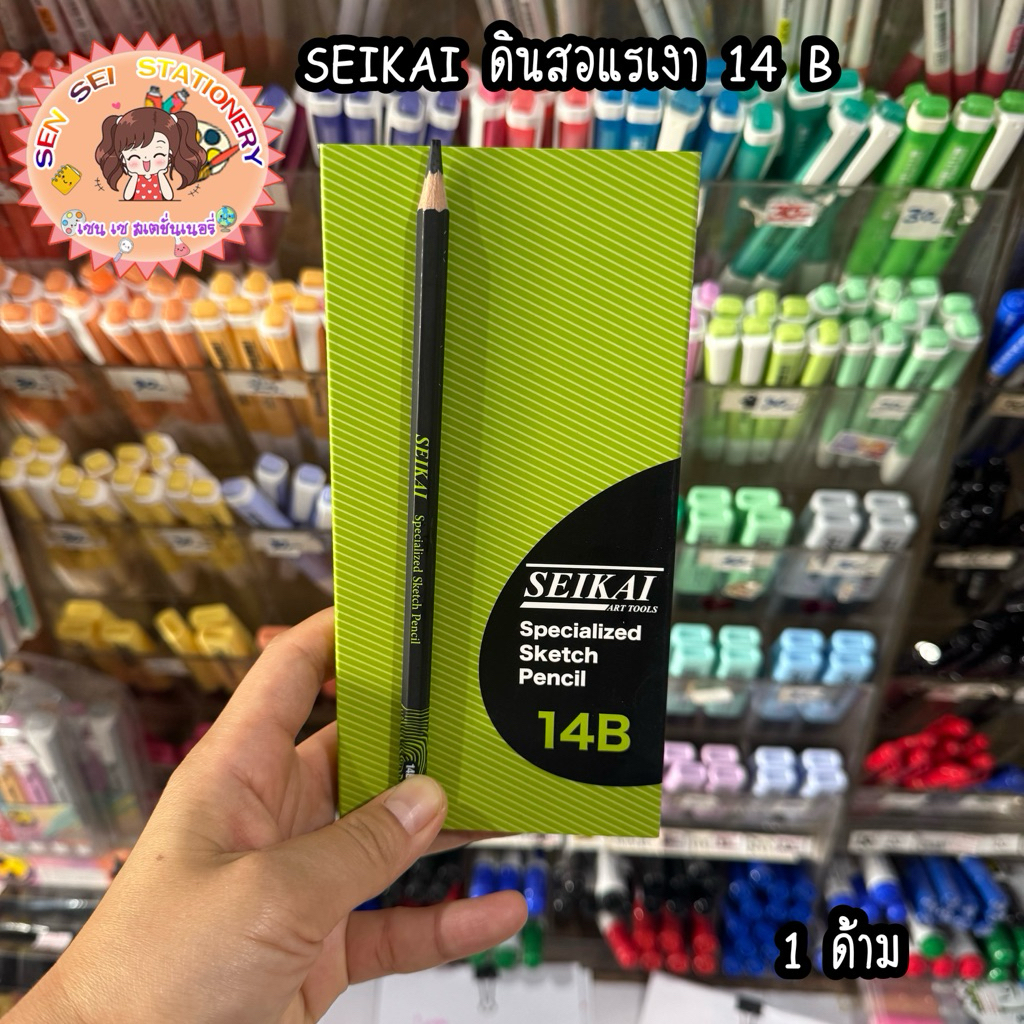 SEIKAI ดินสอแรเงา 14 B
SEN SEI STATIONERY
เซน เซ สเตชั่นเนอรี่
SEIKAI Specialized Sketch Pencil
SEIKAI
ART TOOLS
Specialized
Sketch
Pencil
14B
1 ด้าม